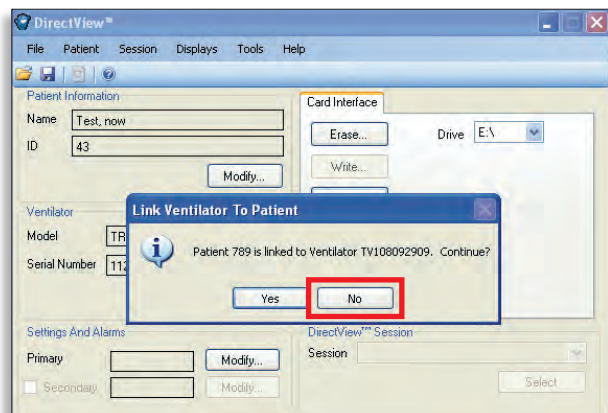 DirectView™
File Patient Session Displays Tools Help
Patient Information
Name Test, now
ID 43
Modify...
Card Interface
Erase... Drive E:\
Write...
Link Ventilator To Patient
Patient 789 is linked to Ventilator TV108092909. Continue?
Yes No
Ventilator
Model TR
Serial Number 112
Settings And Alarms
Primary Modify...
Secondary Modify...
DirectView™ Session
Session
Select